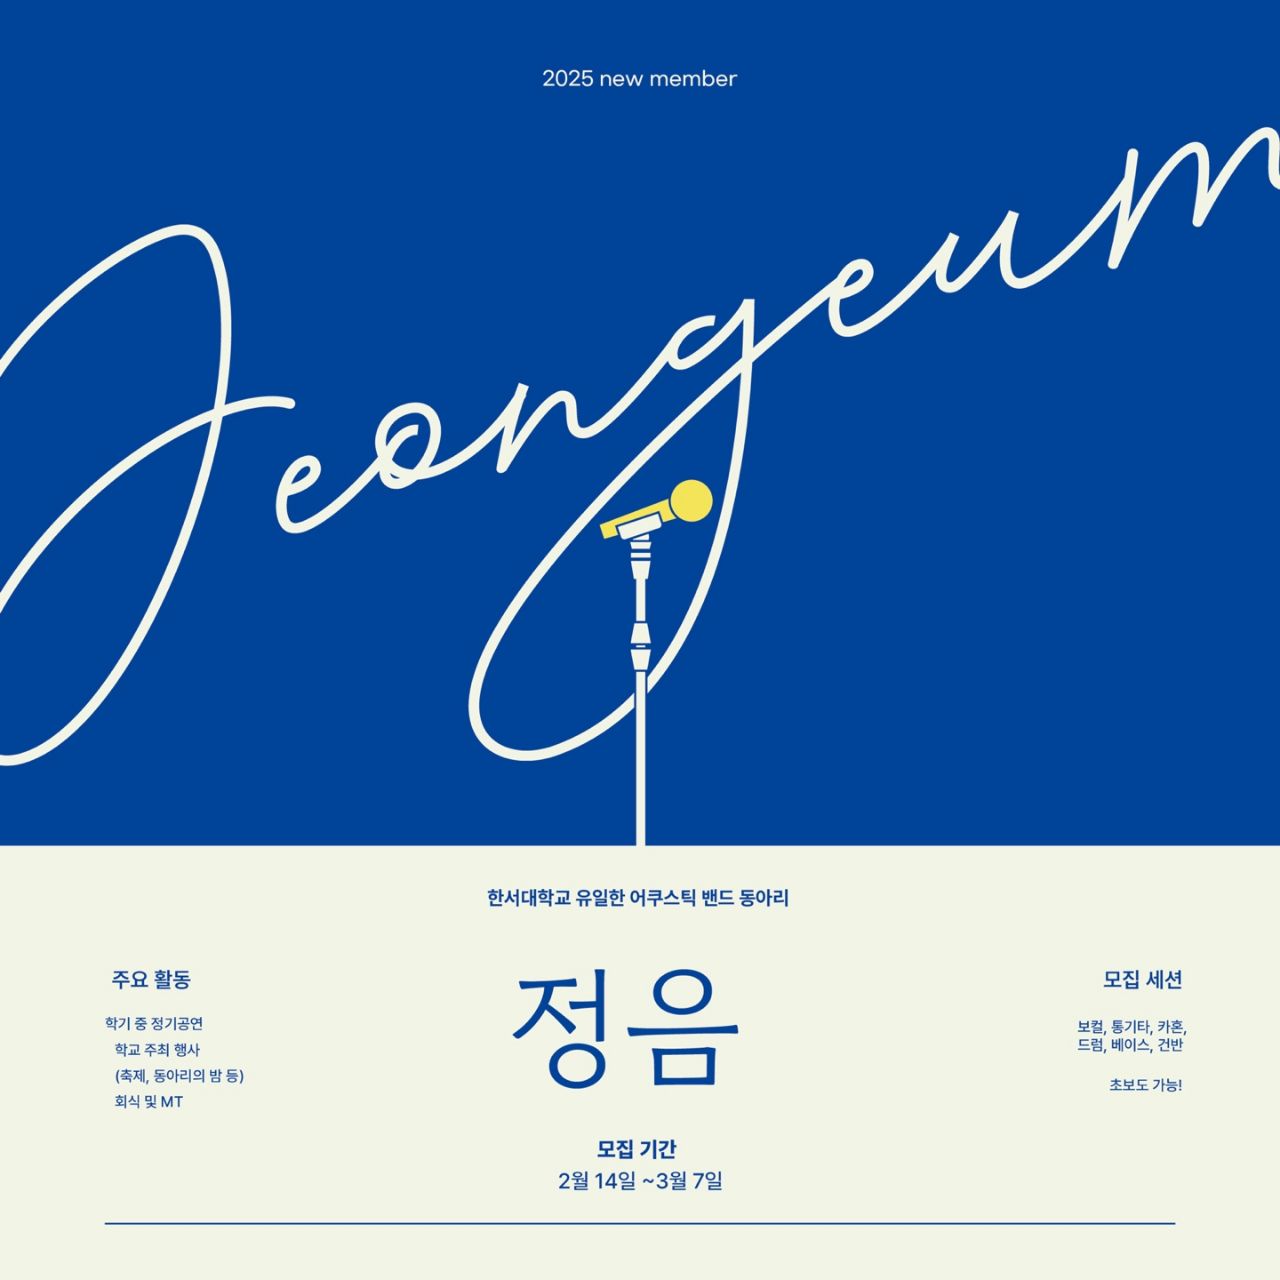 2025 new member
Jeongeum
한서대학교 유일한 어쿠스틱 밴드 동아리
정음
주요 활동
학기 중 정기공연
학교 주최 행사
(축제, 동아리의 밤 등)
회식 및 MT
모집 세션
보컬, 통기타, 카혼,
드럼, 베이스, 건반
초보도 가능!
모집 기간
2월 14일 ~3월 7일